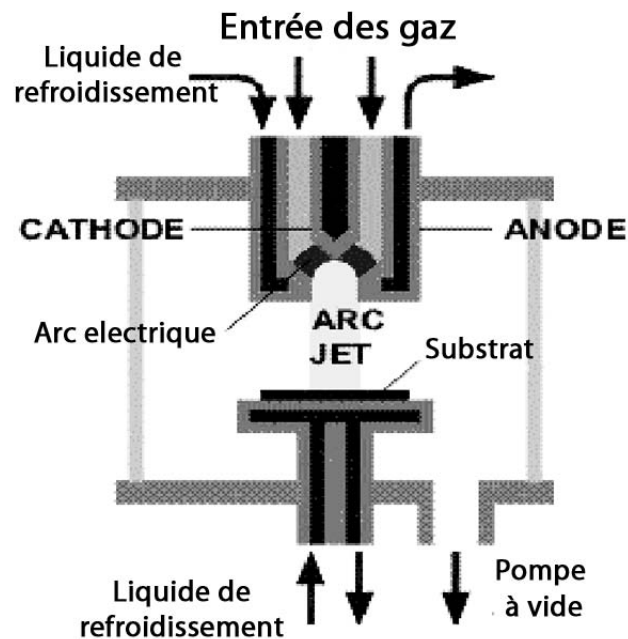 Entrée des gaz
Liquide de
refroidissement
CATHODE
ANODE
Arc electrique
ARC
JET
Substrat
Liquide de
refroidissement
Pompe
à vide